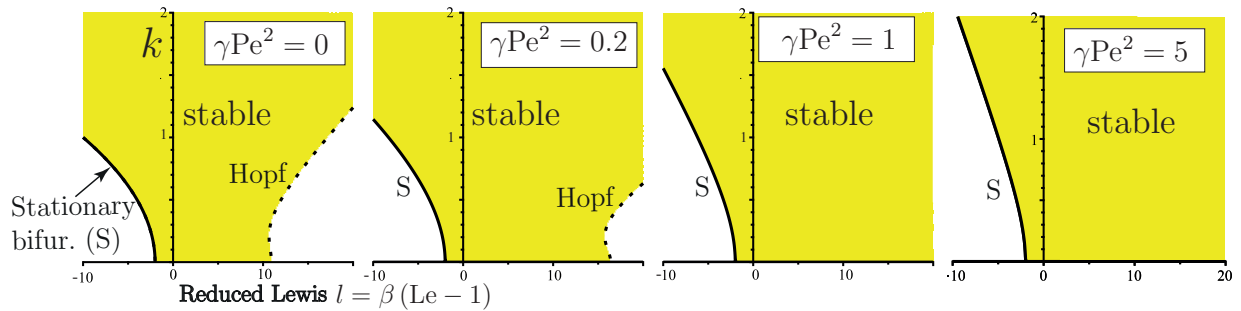 2
k
γPe² = 0
stable
1
Hopf
Stationary
bifur. (S)
-10
0
10
2
γPe² = 0.2
stable
1
S
Hopf
-10
0
10
2
γPe² = 1
stable
1
S
-10
0
10
2
γPe² = 5
stable
1
S
-10
0
10
20
Reduced Lewis l = β (Le − 1)